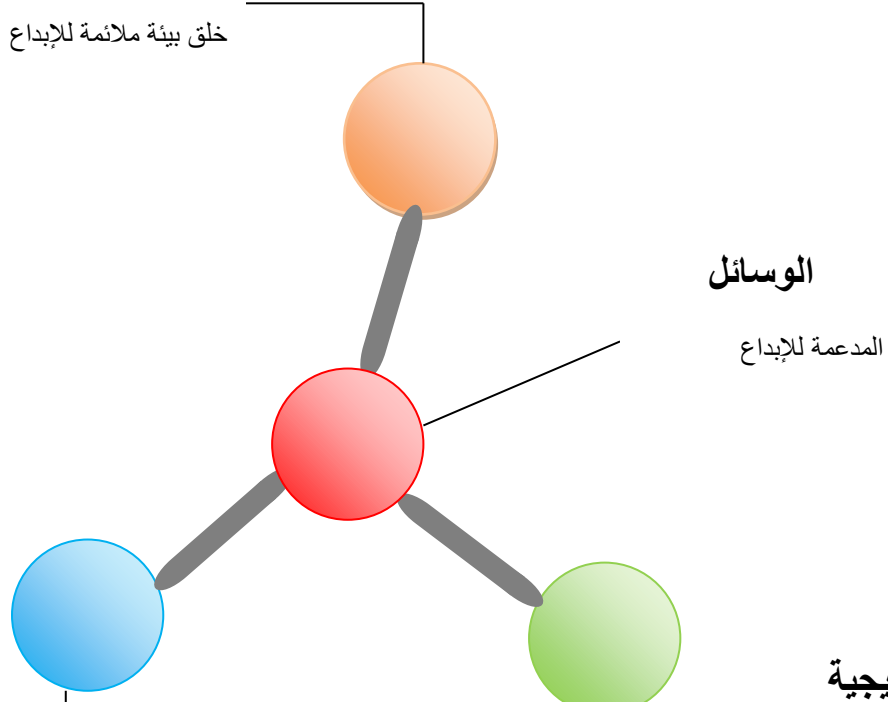 خلق بيئة ملائمة للإبداع
الوسائل
المدعمة للإبداع